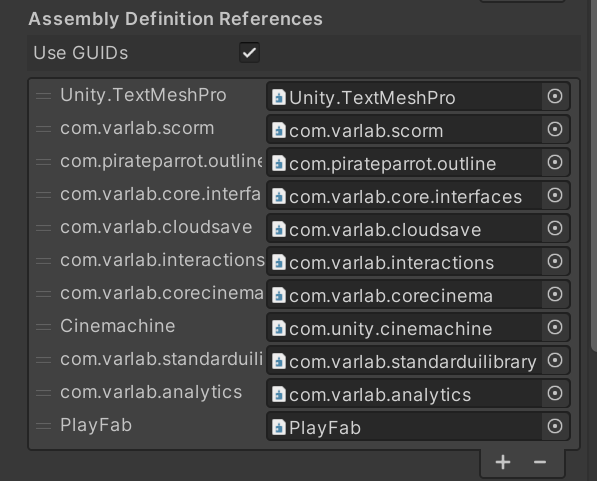 Assembly Definition References
Use GUIDs
Unity.TextMeshPro Unity.TextMeshPro
com.varlab.scorm com.varlab.scorm
com.pirateparrot.outline com.pirateparrot.outline
com.varlab.core.interfa com.varlab.core.interfaces
com.varlab.cloudsave com.varlab.cloudsave
com.varlab.interactions com.varlab.interactions
com.varlab.corecinema com.varlab.corecinema
Cinemachine com.unity.cinemachine
com.varlab.standarduili com.varlab.standarduilibrary
com.varlab.analytics com.varlab.analytics
PlayFab PlayFab
+ −